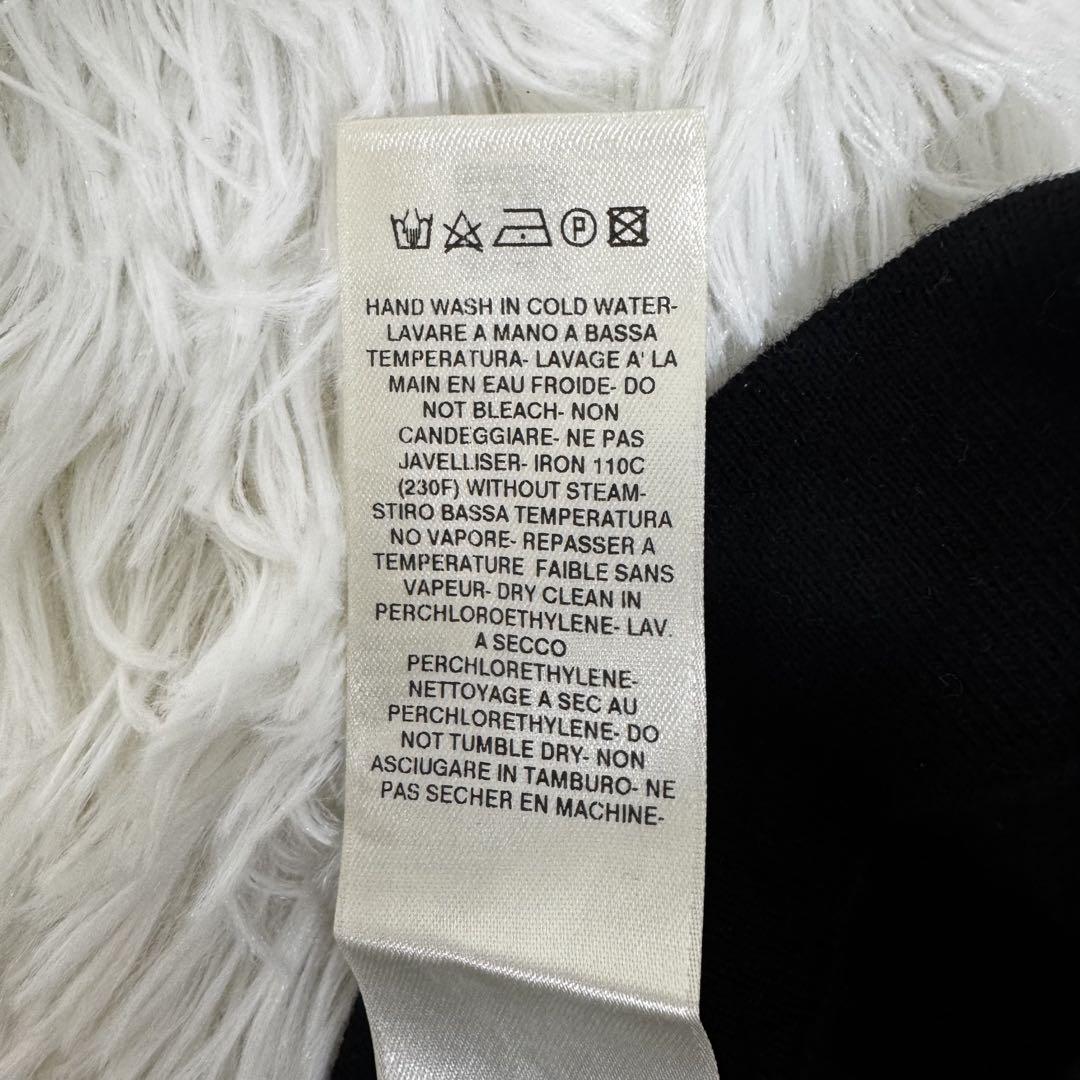 P
HAND WASH IN COLD WATER-
LAVARE A MANO A BASSA
TEMPERATURA- LAVAGE A' LA
MAIN EN EAU FROIDE- DO
NOT BLEACH- NON
CANDEGGIARE- NE PAS
JAVELLISER- IRON 110C
(230F) WITHOUT STEAM-
STIRO BASSA TEMPERATURA
NO VAPORE- REPASSER A
TEMPERATURE FAIBLE SANS
VAPEUR- DRY CLEAN IN
PERCHLOROETHYLENE- LAV.
A SECCO
PERCHLORETHYLENE-
NETTOYAGE A SEC AU
PERCHLORETHYLENE- DO
NOT TUMBLE DRY- NON
ASCIUGARE IN TAMBURO- NE
PAS SECHER EN MACHINE-